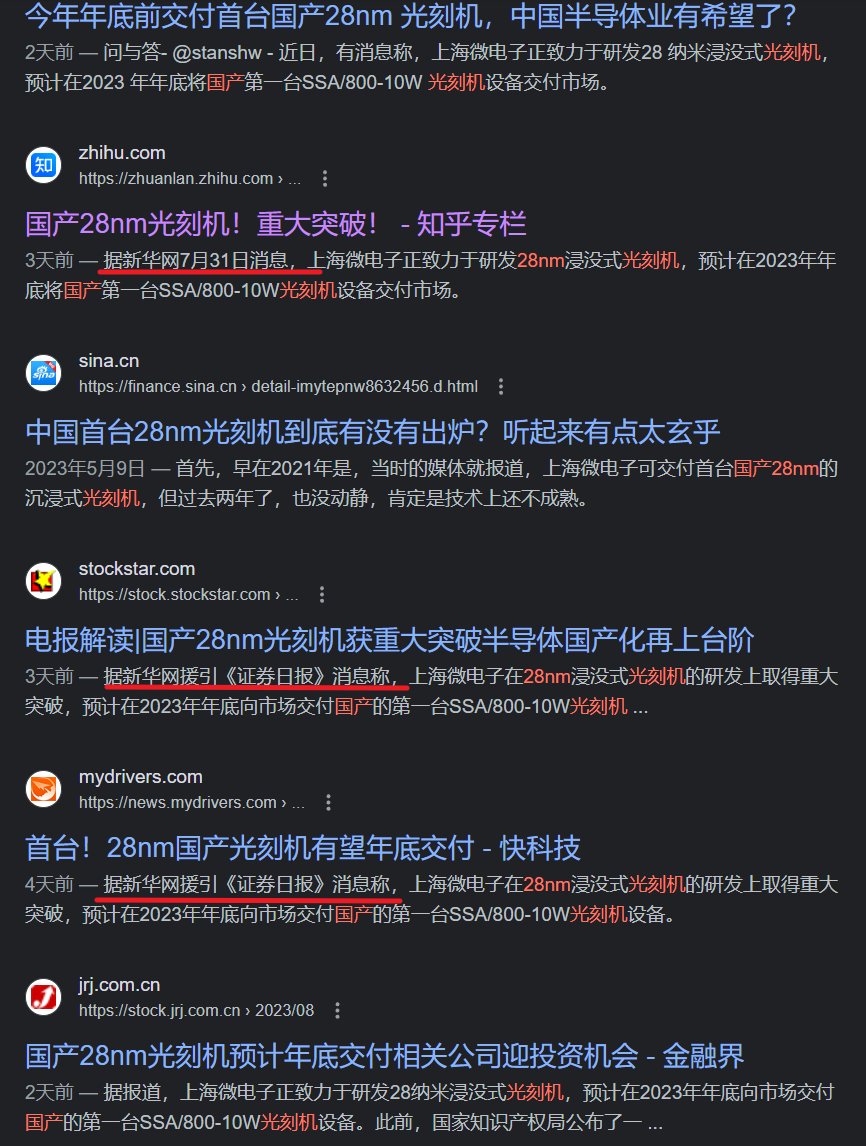 今年年底前交付首台国产28nm 光刻机，中国半导体业有希望了？
2天前 — 问与答- @stanshw - 近日，有消息称，上海微电子正致力于研发28 纳米浸没式光刻机，
预计在2023 年年底将国产第一台SSA/800-10W 光刻机设备交付市场。
知
zhihu.com
https://zhuanlan.zhihu.com › ...
国产28nm光刻机！重大突破！ - 知乎专栏
3天前 — 据新华网7月31日消息，上海微电子正致力于研发28nm浸没式光刻机，预计在2023年年
底将国产第一台SSA/800-10W光刻机设备交付市场。
sina
sina.cn
https://finance.sina.cn › detail-imytepnw8632456.d.html
中国首台28nm光刻机到底有没有出炉？听起来有点太玄乎
2023年5月9日 — 首先，早在2021年是，当时的媒体就报道，上海微电子可交付首台国产28nm的
沉浸式光刻机，但过去两年了，也没动静，肯定是技术上还不成熟。
stockstar.com
https://stock.stockstar.com › ...
电报解读|国产28nm光刻机获重大突破半导体国产化再上台阶
3天前 — 据新华网援引《证券日报》消息称，上海微电子在28nm浸没式光刻机的研发上取得重大
突破，预计在2023年年底向市场交付国产的第一台SSA/800-10W光刻机 ...
mydrivers.com
https://news.mydrivers.com › ...
首台！28nm国产光刻机有望年底交付 - 快科技
4天前 — 据新华网援引《证券日报》消息称，上海微电子在28nm浸没式光刻机的研发上取得重大
突破，预计在2023年年底向市场交付国产的第一台SSA/800-10W光刻机设备。
jrj.com.cn
https://stock.jrj.com.cn › 2023/08
国产28nm光刻机预计年底交付相关公司迎投资机会 - 金融界
2天前 — 据报道，上海微电子正致力于研发28纳米浸没式光刻机，预计在2023年年底向市场交付
国产的第一台SSA/800-10W光刻机设备。此前，国家知识产权局公布了一 ...